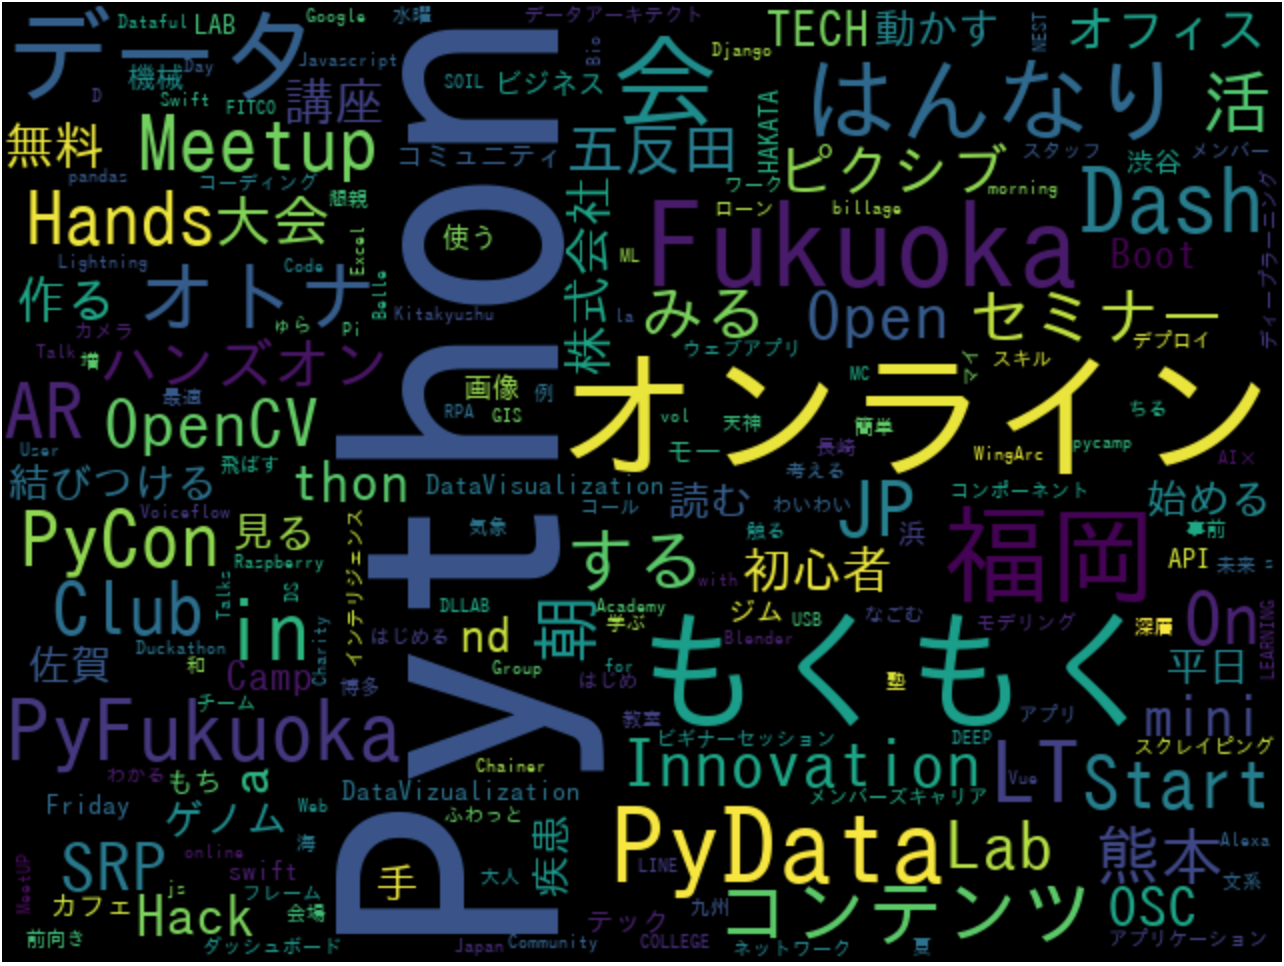 データ
Dataful
LAB
Google
水曜
データアーキテクト
TECH
動かす
NEST
オフィス
機械
Day
Javascript
SOIL
ビジネス
Bio
会
Django
はんなり
活
D
Swift
FITCO
講座
無料
Meetup
コミュニティ
五反田
HAKATA
ピクシブ
スタッフ
渋谷
メンバー
pandas
コーディング
懇親
ワーク
morning
Dash
ディープラーニング
Hands
大会
Python
使う
株式会社
ローン
billage
Fukuoka
Boot
Lightning
Code
Excel
ML
作る
オトナ
Belle
Kitakyushu
la
みる
Open
セミナー
カメラ
ゅら
Pi
デプロイ
Talk
増
ハンズオン
ウェブアプリ
スキル
マイ
MC
AR
最適
画像
例
オンライン
OpenCV
RPA
GIS
vol
天神
簡単
ちる
User
モー
長崎
WingArc
pycamp
AI×
結びつける
飛ばす
thon
DataVisualization
読む
考える
コンポーネント
始める
Voiceflow
コール
わいわい
JP
浜
福岡
PyCon
見る
インテリジェンス
気象
する
触る
事前
Raspberry
with
初心者
API
未来
s
Club
Talks
DS
in
DLLAB
朝
Academy
学ぶ
ジム
USB
なごむ
モデリング
深層
On
LEARNING
Duckathon
はじめる
nd
Blender
もくもく
佐賀
和
Camp
Charity
Group
for
はじめ
塾
平日
博多
PyFukuoka
チーム
教室
アプリ
mini
ビギナーセッション
DEEP
スクレイピング
わかる
もち
a
Chainer
Innovation
LT
Vue
Start
Friday
ゲノム
Web
DataVizualization
メンバーズキャリア
ふわっと
海
疾患
PyData
Lab
熊本
Alexa
SRP
online
swift
手
大人
LINE
文系
MeetUP
カフェ
js
Hack
フレーム
会場
テック
九州
コンテンツ
OSC
前向き
ダッシュボード
Japan
Community
COLLEGE
ネットワーク
夏
アプリケーション